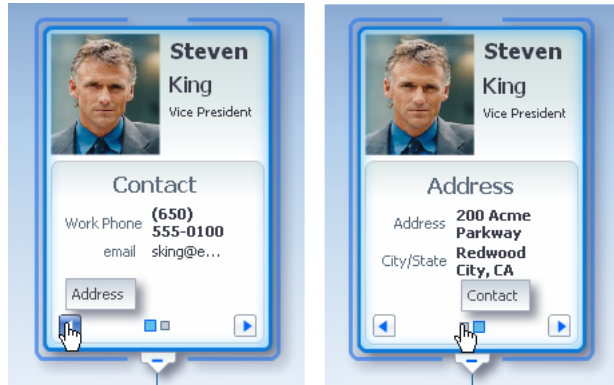 Steven
King
Vice President
Contact
Work Phone (650)
555-0100
email sking@e...
Address
Steven
King
Vice President
Address
Address 200 Acme
Parkway
City/State Redwood
City, CA
Contact